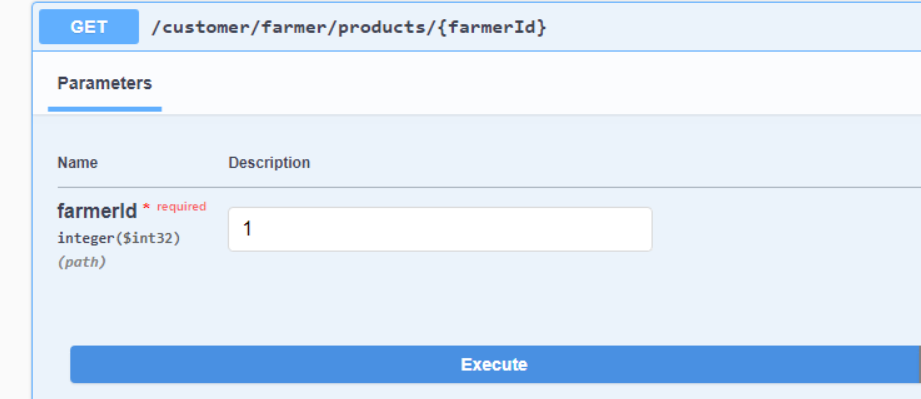 GET /customer/farmer/products/{farmerId}
Parameters
Name Description
farmerId * required
integer($int32)
(path)
1
Execute